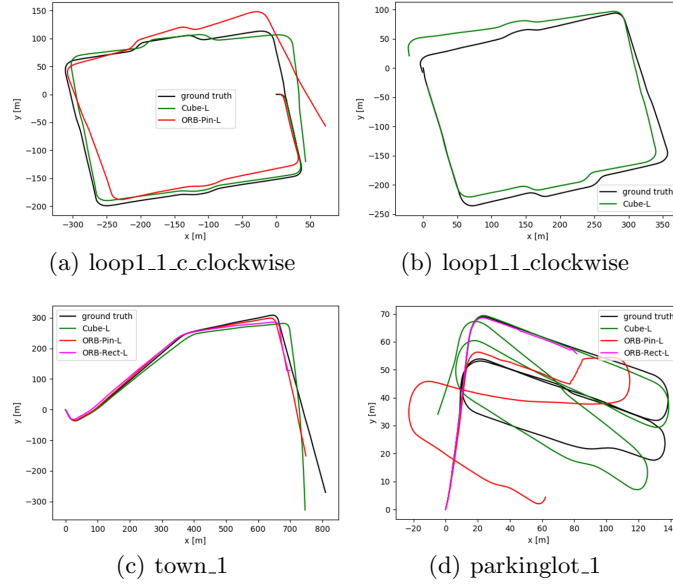 150
100
50
0
−50
−100
−150
−200
y [m]
ground truth
Cube-L
ORB-Pin-L
−300 −250 −200 −150 −100 −50 0 50
x [m]
(a) loop1_1_c_clockwise
100
50
0
−50
−100
−150
−200
−250
y [m]
ground truth
Cube-L
0 50 100 150 200 250 300 350
x [m]
(b) loop1_1_clockwise
300
200
100
0
−100
−200
−300
y [m]
ground truth
Cube-L
ORB-Pin-L
ORB-Rect-L
0 100 200 300 400 500 600 700 800
x [m]
(c) town_1
70
60
50
40
30
20
10
0
y [m]
ground truth
Cube-L
ORB-Pin-L
ORB-Rect-L
−20 0 20 40 60 80 100 120
x [m]
(d) parkinglot_1